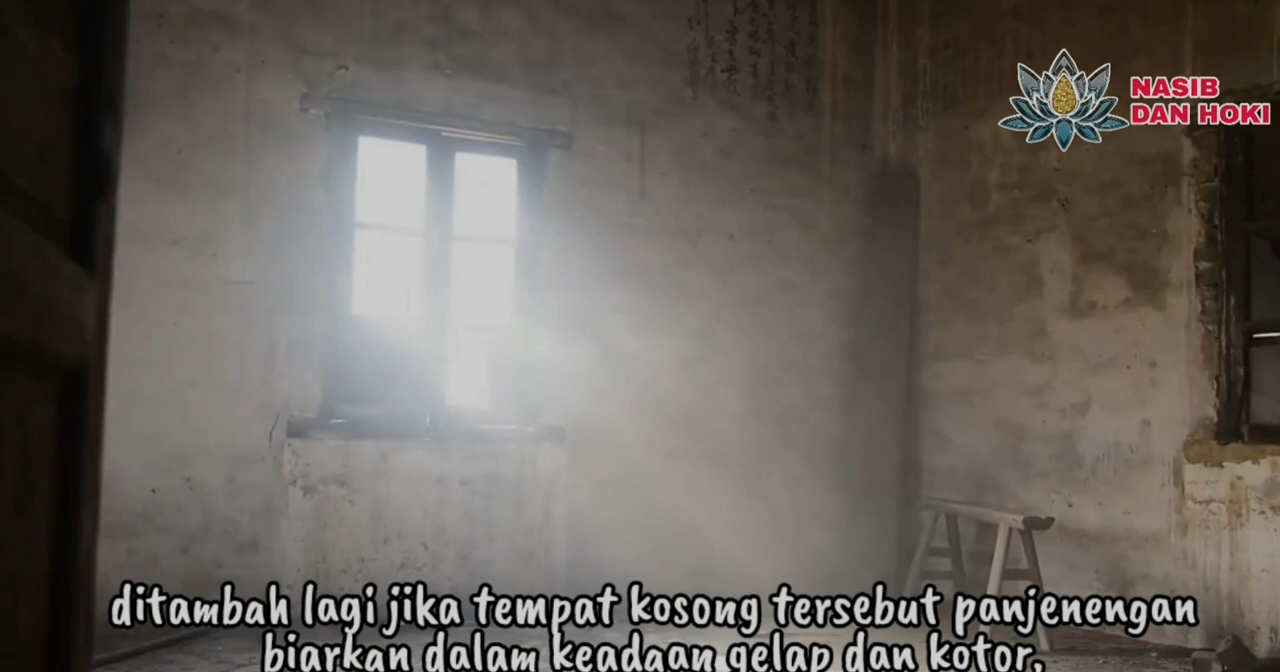 NASIB
DAN HOKI
ditambah lagi jika tempat kosong tersebut panjenengan
biarkan dalam keadaan gelap dan kotor,